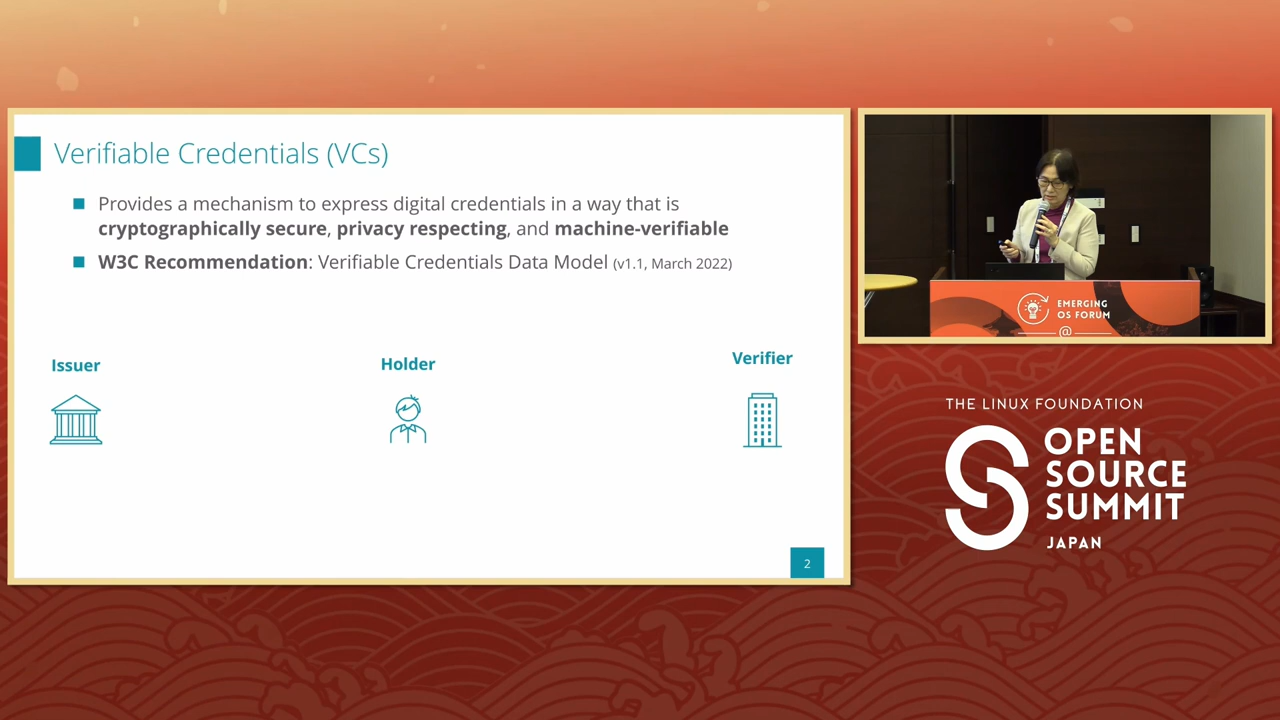 Verifiable Credentials (VCs)
Provides a mechanism to express digital credentials in a way that is
cryptographically secure, privacy respecting, and machine-verifiable
W3C Recommendation: Verifiable Credentials Data Model (v1.1, March 2022)
Issuer
Holder
Verifier
2
EMERGING
OS FORUM
@
THE LINUX FOUNDATION
OPEN
SOURCE
SUMMIT
JAPAN